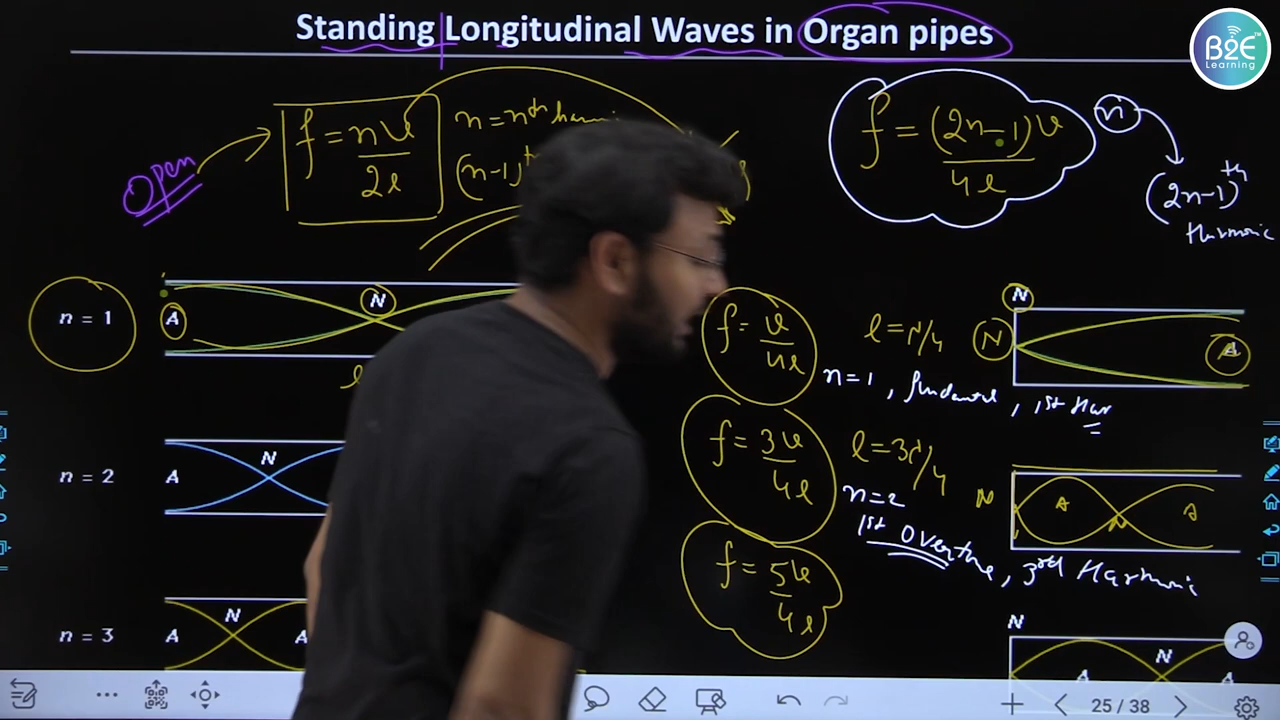 Standing Longitudinal Waves in Organ pipes
B2E
Learning
Open
f = nv/2l
n = nth
(n-1)th
f = (2n-1)v/4l
n
(2n-1)th
Harmonic
n = 1
A
N
l
f = v/4l
l = λ/4
n=1, fundamental, 1st Har
N
N
A
n = 2
A
N
f = 3v/4l
l = 3λ/4
n=2
1st Overtone, 3rd Harmonic
N
A
N
A
n = 3
A
N
A
f = 5v/4l
N
A
N
A
25 / 38